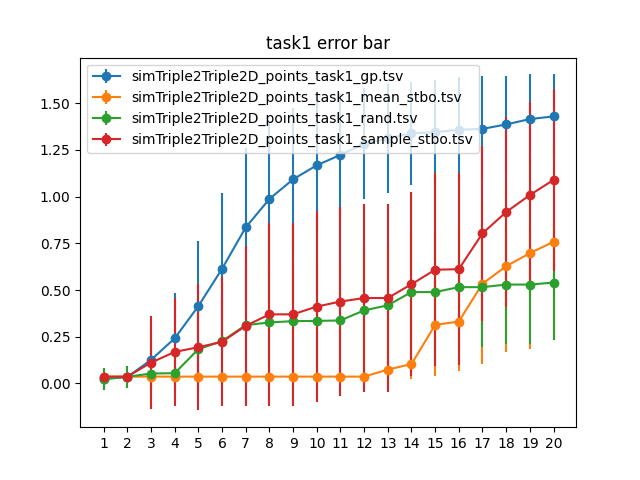 task1 error bar
simTriple2Triple2D_points_task1_gp.tsv
simTriple2Triple2D_points_task1_mean_stbo.tsv
simTriple2Triple2D_points_task1_rand.tsv
simTriple2Triple2D_points_task1_sample_stbo.tsv
1.50
1.25
1.00
0.75
0.50
0.25
0.00
1 2 3 4 5 6 7 8 9 10 11 12 13 14 15 16 17 18 19 20